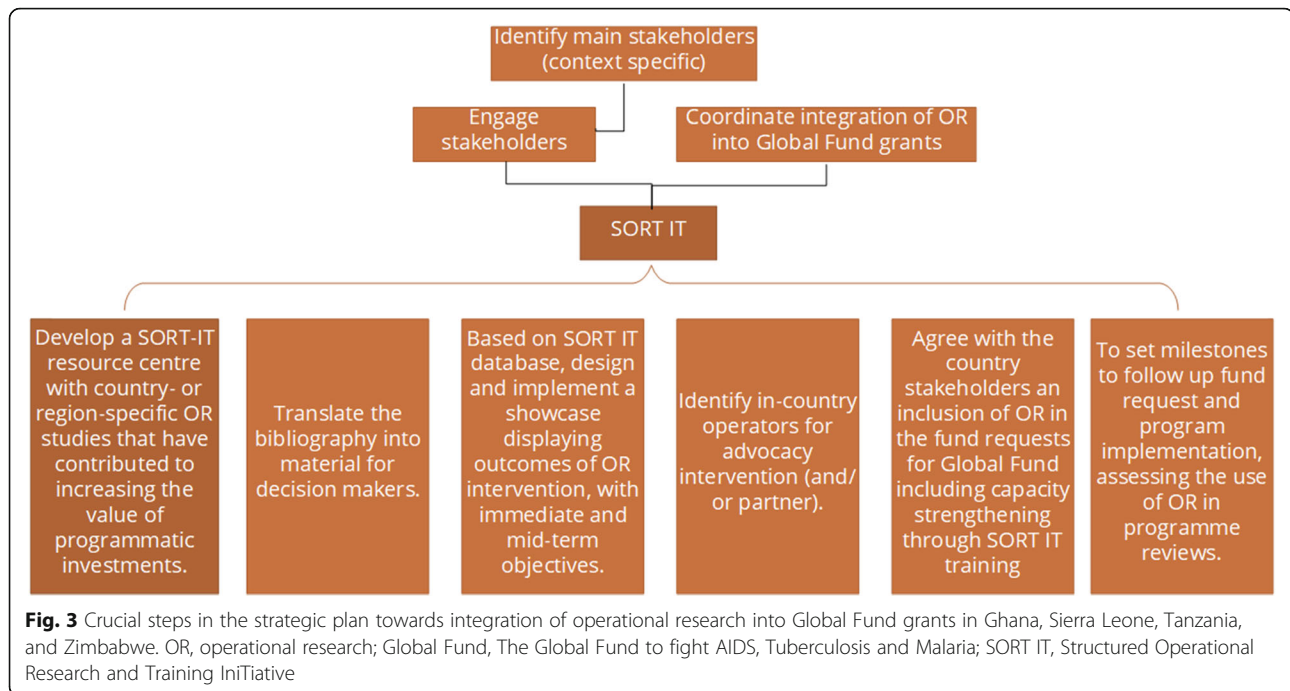 Identify main stakeholders
(context specific)
Engage
stakeholders
Coordinate integration of OR
into Global Fund grants
SORT IT
Develop a SORT-IT
resource centre
with country- or
region-specific OR
studies that have
contributed to
increasing the
value of
programmatic
investments.
Translate the
bibliography into
material for
decision makers.
Based on SORT IT
database, design
and implement a
showcase
displaying
outcomes of OR
intervention, with
immediate and
mid-term
objectives.
Identify in-country
operators for
advocacy
intervention (and/
or partner).
Agree with the
country
stakeholders an
inclusion of OR in
the fund requests
for Global Fund
including capacity
strengthening
through SORT IT
training
To set milestones
to follow up fund
request and
program
implementation,
assessing the use
of OR in
programme
reviews.
Fig. 3 Crucial steps in the strategic plan towards integration of operational research into Global Fund grants in Ghana, Sierra Leone, Tanzania,
and Zimbabwe. OR, operational research; Global Fund, The Global Fund to fight AIDS, Tuberculosis and Malaria; SORT IT, Structured Operational
Research and Training IniTiative